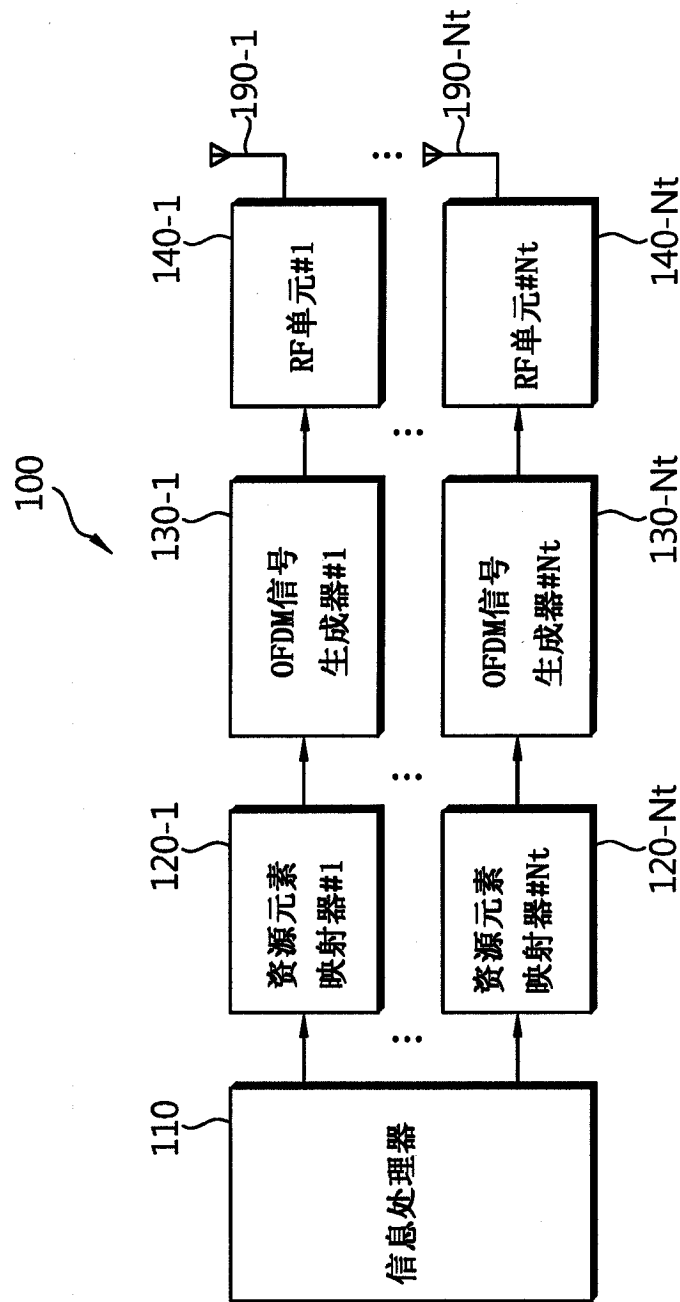 100
110
信息处理器
120-1
资源元素
映射器#1
130-1
OFDM信号
生成器#1
140-1
RF单元#1
190-1
...
...
...
...
资源元素
映射器#Nt
120-Nt
OFDM信号
生成器#Nt
130-Nt
RF单元#Nt
140-Nt
190-Nt